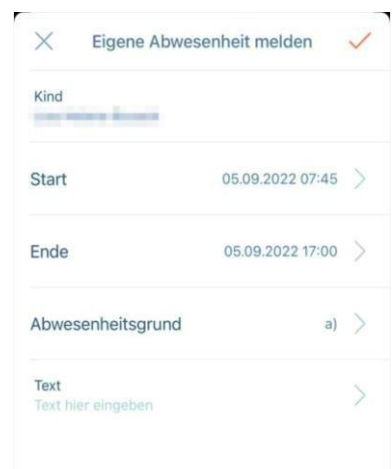 Eigene Abwesenheit melden
Kind
Start 05.09.2022 07:45
Ende 05.09.2022 17:00
Abwesenheitsgrund a)
Text
Text hier eingeben